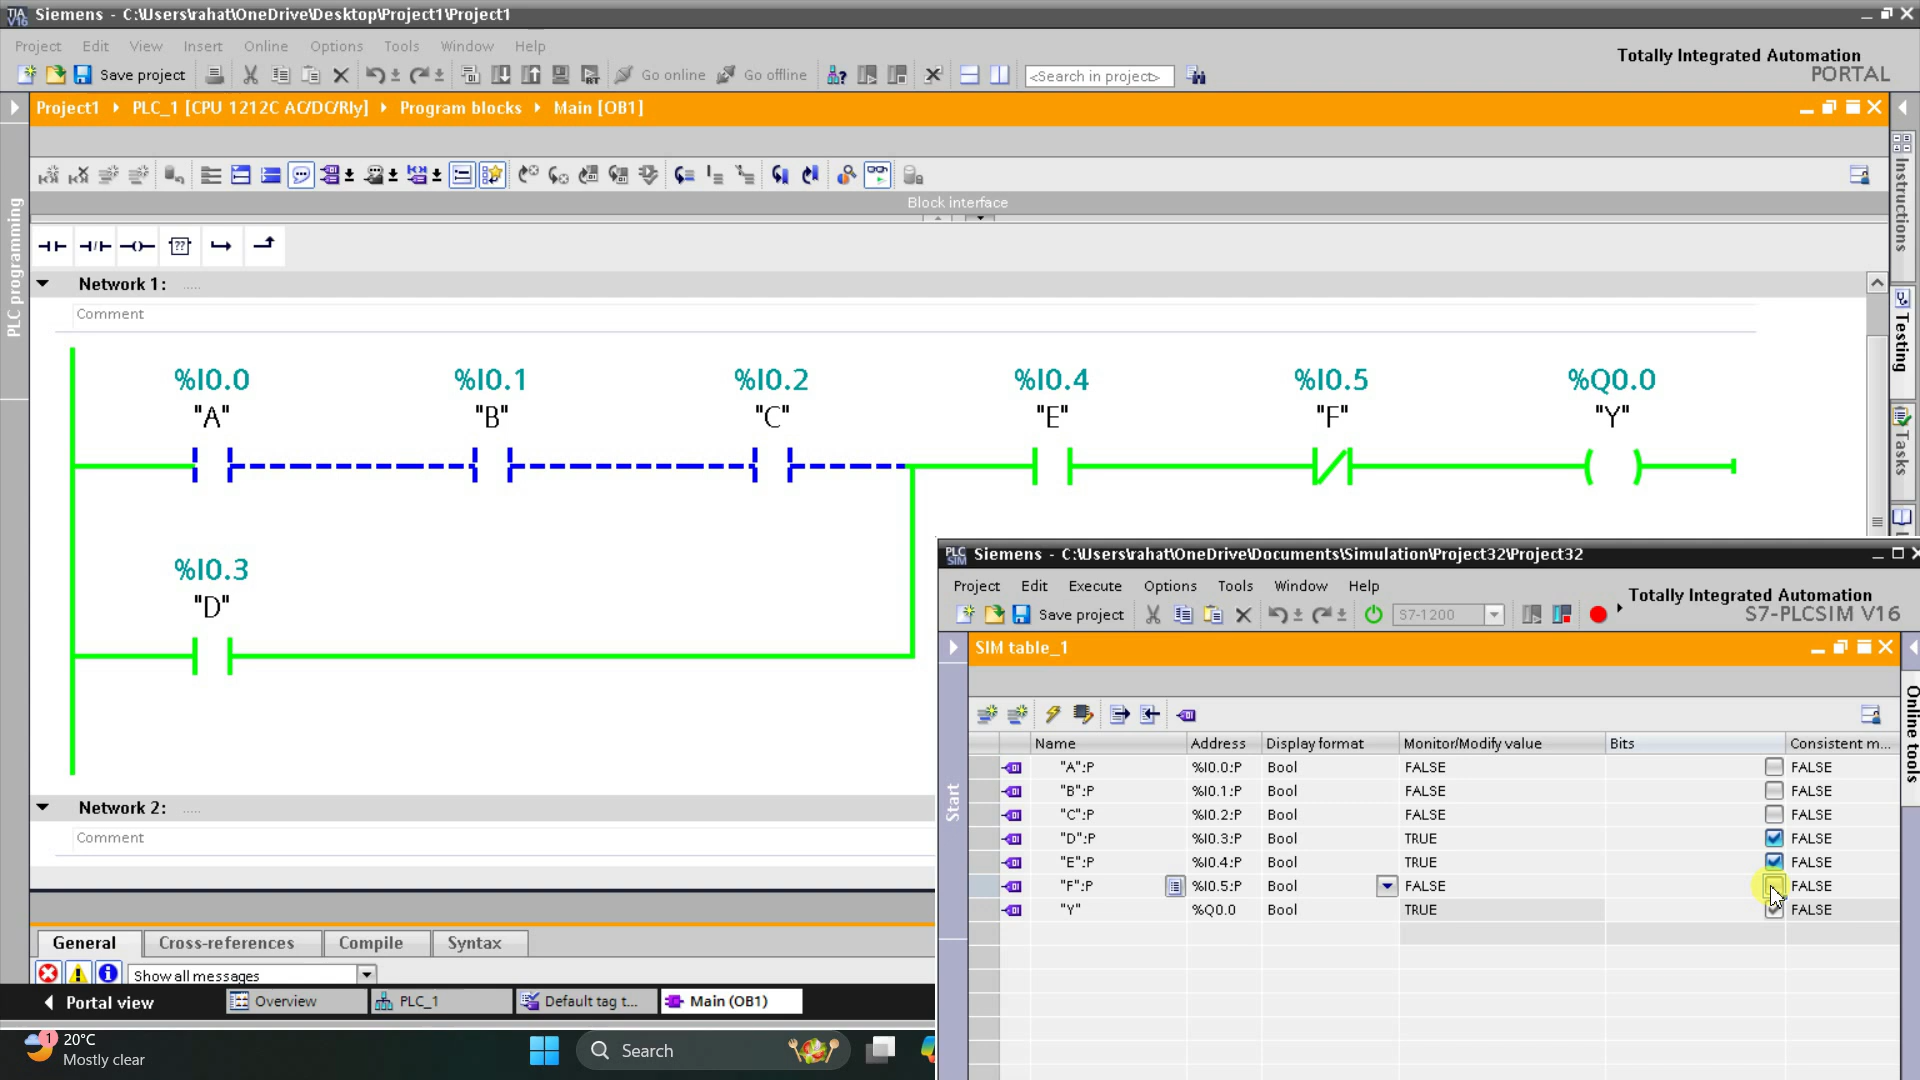 TIA V16 Siemens - C:\Users\rahat\OneDrive\Desktop\Project1\Project1
Project Edit View Insert Online Options Tools Window Help
Totally Integrated Automation
PORTAL
Save project Go online Go offline <Search in project>
Project1 PLC_1 [CPU 1212C AC/DC/Rly] Program blocks Main [OB1]
Block interface
PLC programming
Instructions
Testing
Tasks
??
Network 1: .....
Comment
%I0.0 %I0.1 %I0.2 %I0.4 %I0.5 %Q0.0
"A" "B" "C" "E" "F" "Y"
%I0.3
"D"
Network 2: .....
Comment
General Cross-references Compile Syntax
Show all messages
Portal view Overview PLC_1 Default tag t... Main (OB1)
1 20°C
Mostly clear
Search
PLC SIM Siemens - C:\Users\rahat\OneDrive\Documents\Simulation\Project32\Project32
Project Edit Execute Options Tools Window Help
Totally Integrated Automation
S7-PLCSIM V16
Save project S7-1200
SIM table_1
Start
Online tools
Name Address Display format Monitor/Modify value Bits Consistent m...
"A":P %I0.0:P Bool FALSE FALSE
"B":P %I0.1:P Bool FALSE FALSE
"C":P %I0.2:P Bool FALSE FALSE
"D":P %I0.3:P Bool TRUE FALSE
"E":P %I0.4:P Bool TRUE FALSE
"F":P %I0.5:P Bool FALSE FALSE
"Y" %Q0.0 Bool TRUE FALSE